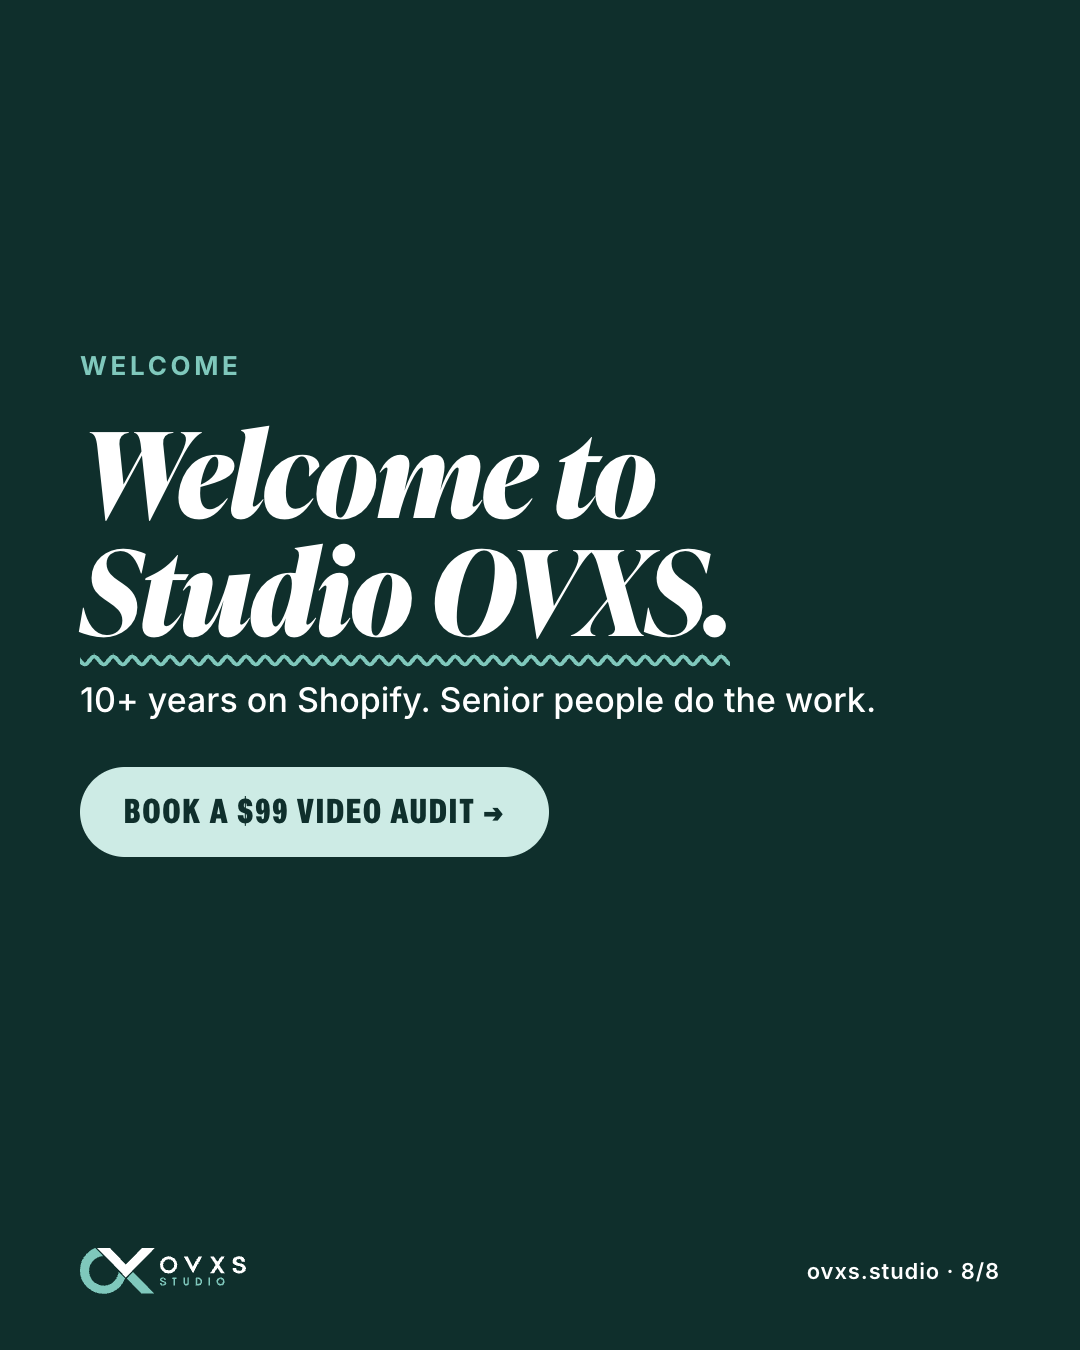 WELCOME
Welcome to
Studio OVXS.
10+ years on Shopify. Senior people do the work.
BOOK A $99 VIDEO AUDIT ➔
OVXS
STUDIO
ovxs.studio · 8/8